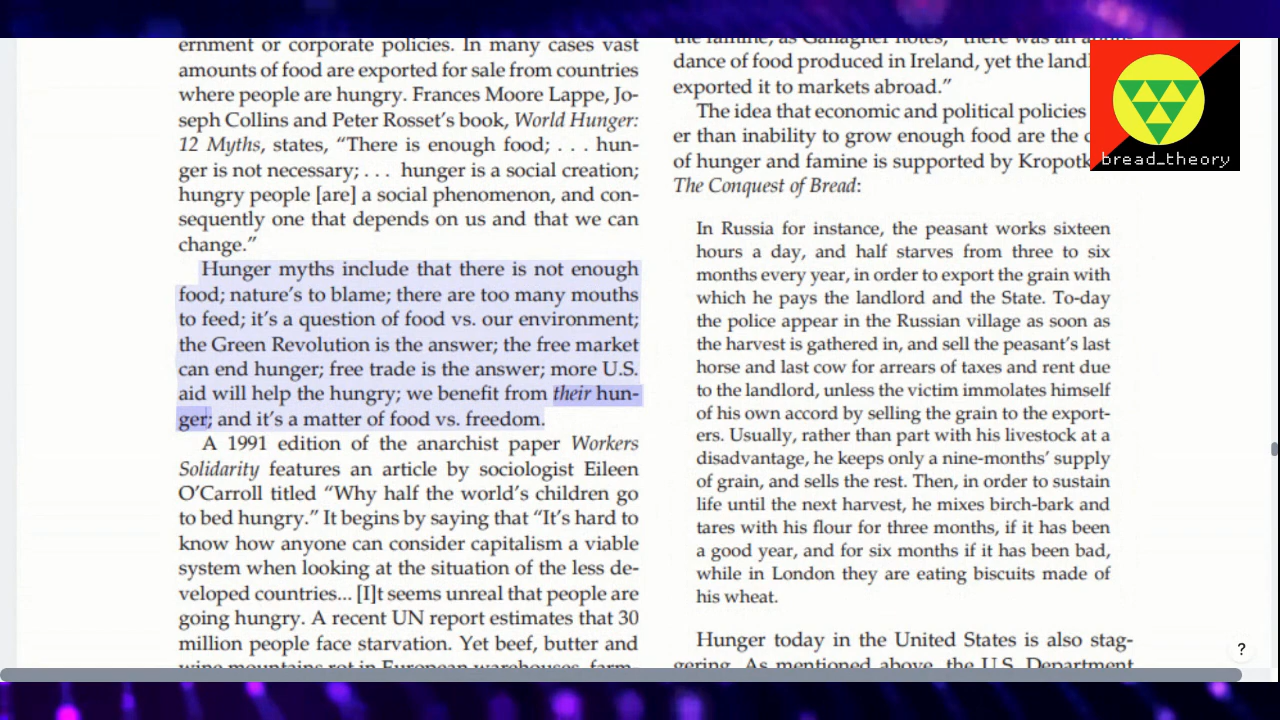 ernment or corporate policies. In many cases vast
amounts of food are exported for sale from countries
where people are hungry. Frances Moore Lappe, Jo-
seph Collins and Peter Rosset's book, World Hunger:
12 Myths, states, “There is enough food; . . . hun-
ger is not necessary; . . . hunger is a social creation;
hungry people [are] a social phenomenon, and con-
sequently one that depends on us and that we can
change.”
Hunger myths include that there is not enough
food; nature's to blame; there are too many mouths
to feed; it's a question of food vs. our environment;
the Green Revolution is the answer; the free market
can end hunger; free trade is the answer; more U.S.
aid will help the hungry; we benefit from their hun-
ger; and it's a matter of food vs. freedom.
A 1991 edition of the anarchist paper Workers
Solidarity features an article by sociologist Eileen
O'Carroll titled “Why half the world's children go
to bed hungry.” It begins by saying that “It's hard to
know how anyone can consider capitalism a viable
system when looking at the situation of the less de-
veloped countries... [I]t seems unreal that people are
going hungry. A recent UN report estimates that 30
million people face starvation. Yet beef, butter and
wine mountains rot in European warehouses, farm-
the famine, as Gallagher notes, “there was an
dance of food produced in Ireland, yet the
exported it to markets abroad.”
The idea that economic and political policies
er than inability to grow enough food are the
of hunger and famine is supported by
The Conquest of Bread:
In Russia for instance, the peasant works sixteen
hours a day, and half starves from three to six
months every year, in order to export the grain with
which he pays the landlord and the State. To-day
the police appear in the Russian village as soon as
the harvest is gathered in, and sell the peasant's last
horse and last cow for arrears of taxes and rent due
to the landlord, unless the victim immolates himself
of his own accord by selling the grain to the export-
ers. Usually, rather than part with his livestock at a
disadvantage, he keeps only a nine-months' supply
of grain, and sells the rest. Then, in order to sustain
life until the next harvest, he mixes birch-bark and
tares with his flour for three months, if it has been
a good year, and for six months if it has been bad,
while in London they are eating biscuits made of
his wheat.
Hunger today in the United States is also stag-
gering. As mentioned above, the U.S. Department
bread_theory
?